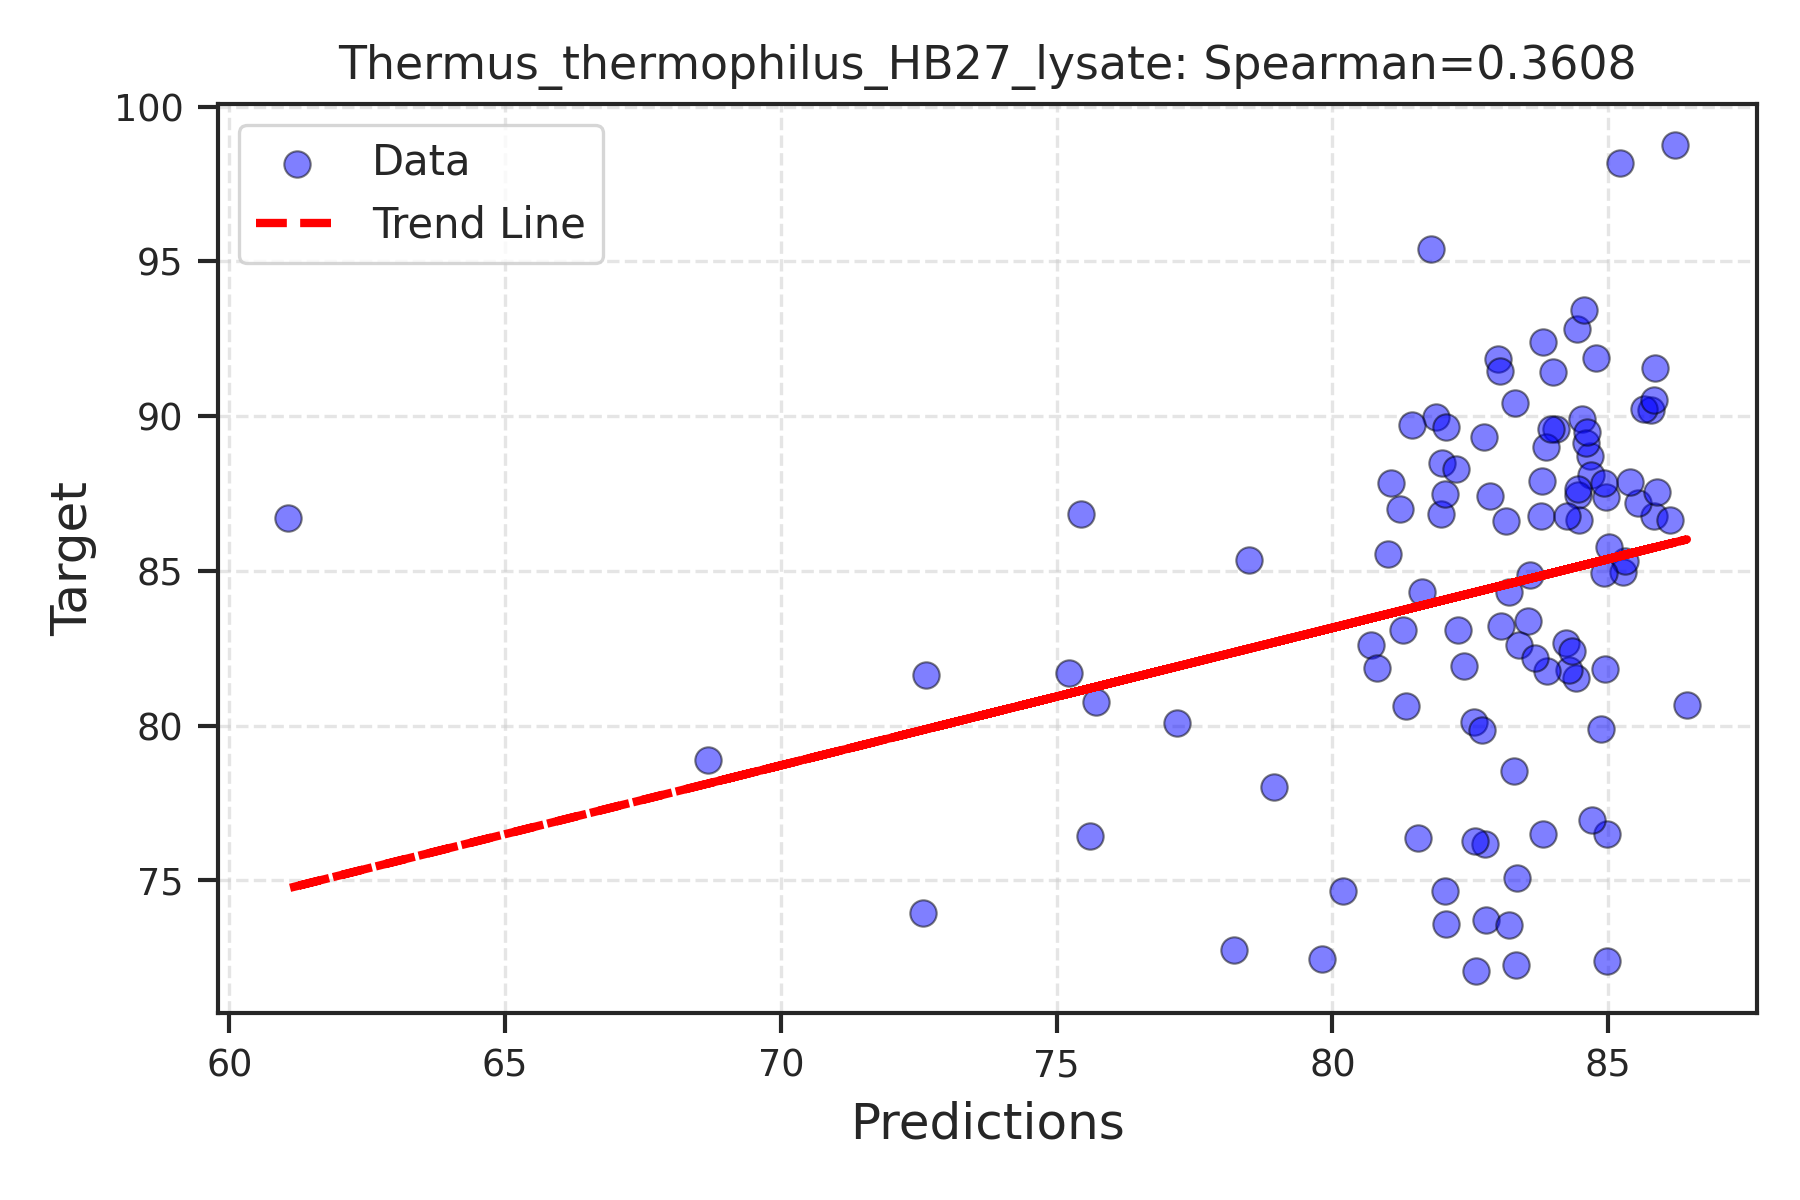 Thermus_thermophilus_HB27_lysate: Spearman=0.3608
100
95
90
85
80
75
Data
Trend Line
Target
60
65
70
75
80
85
Predictions